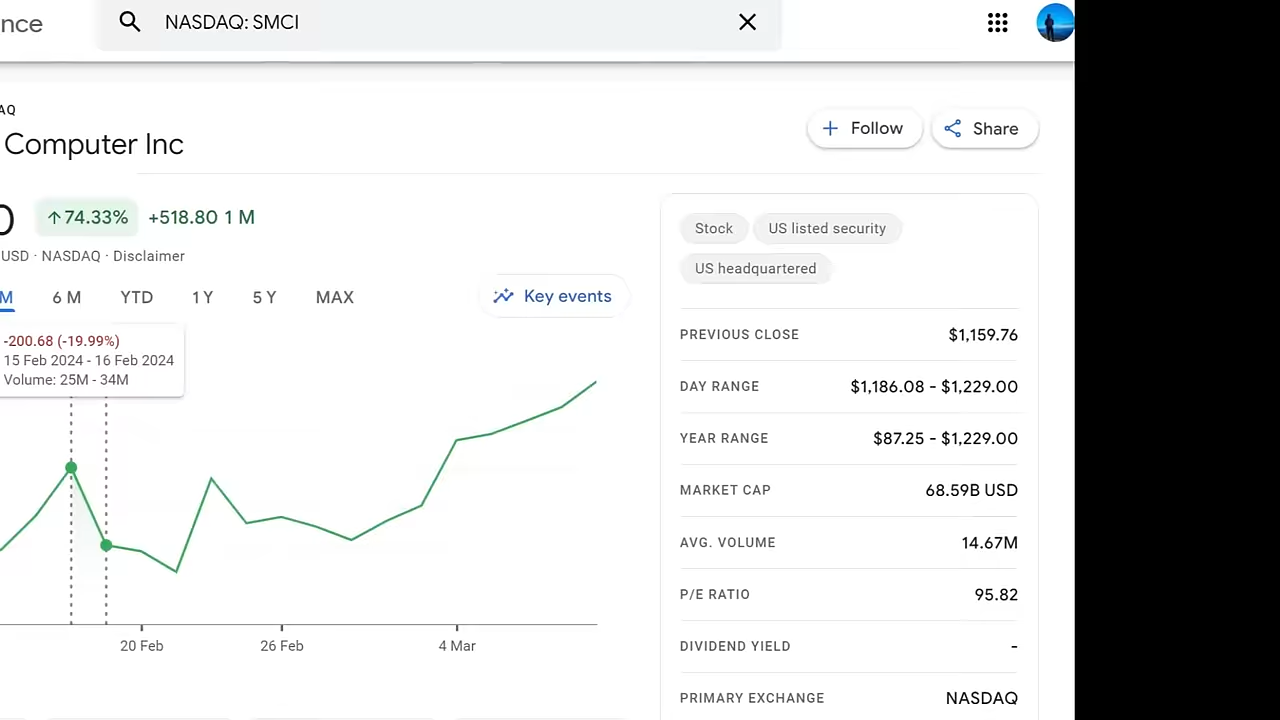 nce
NASDAQ: SMCI
AQ
Computer Inc
Follow
Share
0
↑74.33%
+518.80 1 M
USD · NASDAQ · Disclaimer
M
6 M
YTD
1 Y
5 Y
MAX
Key events
-200.68 (-19.99%)
15 Feb 2024 - 16 Feb 2024
Volume: 25M - 34M
20 Feb
26 Feb
4 Mar
Stock
US listed security
US headquartered
PREVIOUS CLOSE $1,159.76
DAY RANGE $1,186.08 - $1,229.00
YEAR RANGE $87.25 - $1,229.00
MARKET CAP 68.59B USD
AVG. VOLUME 14.67M
P/E RATIO 95.82
DIVIDEND YIELD -
PRIMARY EXCHANGE NASDAQ